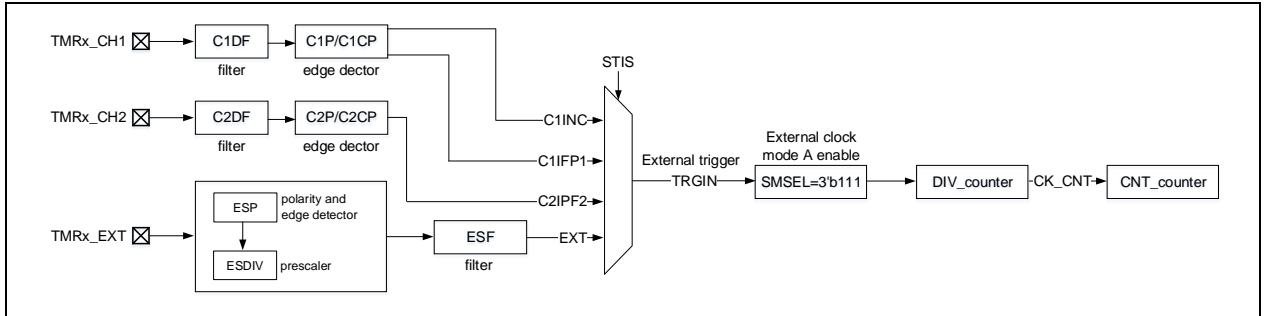 TMRx_CH1
C1DF
filter
C1P/C1CP
edge dector
TMRx_CH2
C2DF
filter
C2P/C2CP
edge dector
TMRx_EXT
ESP
polarity and
edge detector
ESDIV
prescaler
ESF
filter
STIS
C1INC
C1IFP1
C2IPF2
EXT
External trigger
TRGIN
External clock
mode A enable
SMSEL=3'b111
DIV_counter
CK_CNT
CNT_counter